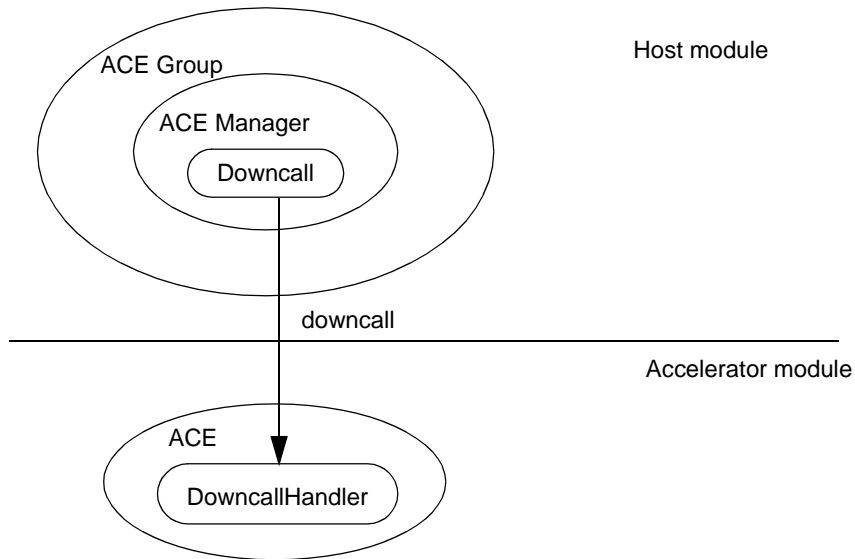 Host module
ACE Group
ACE Manager
Downcall
downcall
Accelerator module
ACE
DowncallHandler